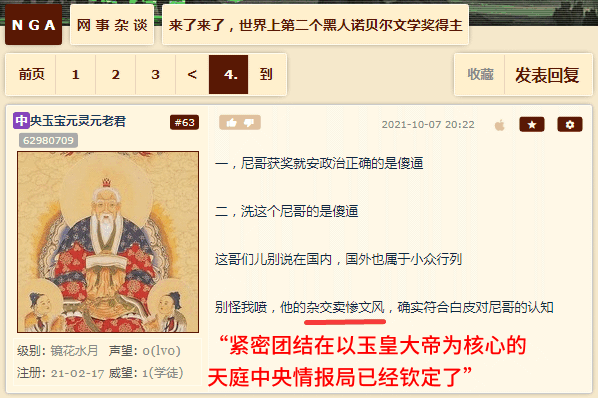 NGA 网事杂谈 来了来了，世界上第二个黑人诺贝尔文学奖得主
前页 1 2 3 < 4. 到 收藏 发表回复
中央玉宝元灵元老君 #63 2021-10-07 20:22
62980709
一，尼哥获奖就安政治正确的是傻逼
二，洗这个尼哥的是傻逼
这哥们儿别说在国内，国外也属于小众行列
别怪我喷，他的杂交卖惨文风，确实符合白皮对尼哥的认知
级别: 镜花水月 声望: 0(lv0)
注册: 21-02-17 威望: 1(学徒)
“紧密团结在以玉皇大帝为核心的
天庭中央情报局已经钦定了”